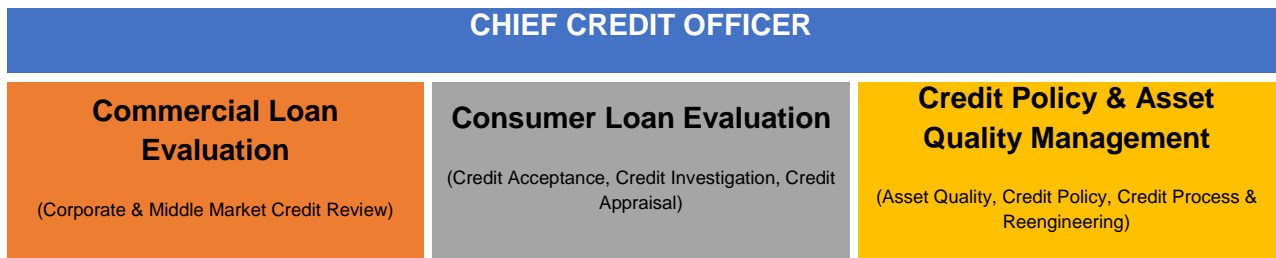 CHIEF CREDIT OFFICER
Commercial Loan
Evaluation
(Corporate & Middle Market Credit Review)
Consumer Loan Evaluation
(Credit Acceptance, Credit Investigation, Credit
Appraisal)
Credit Policy & Asset
Quality Management
(Asset Quality, Credit Policy, Credit Process &
Reengineering)